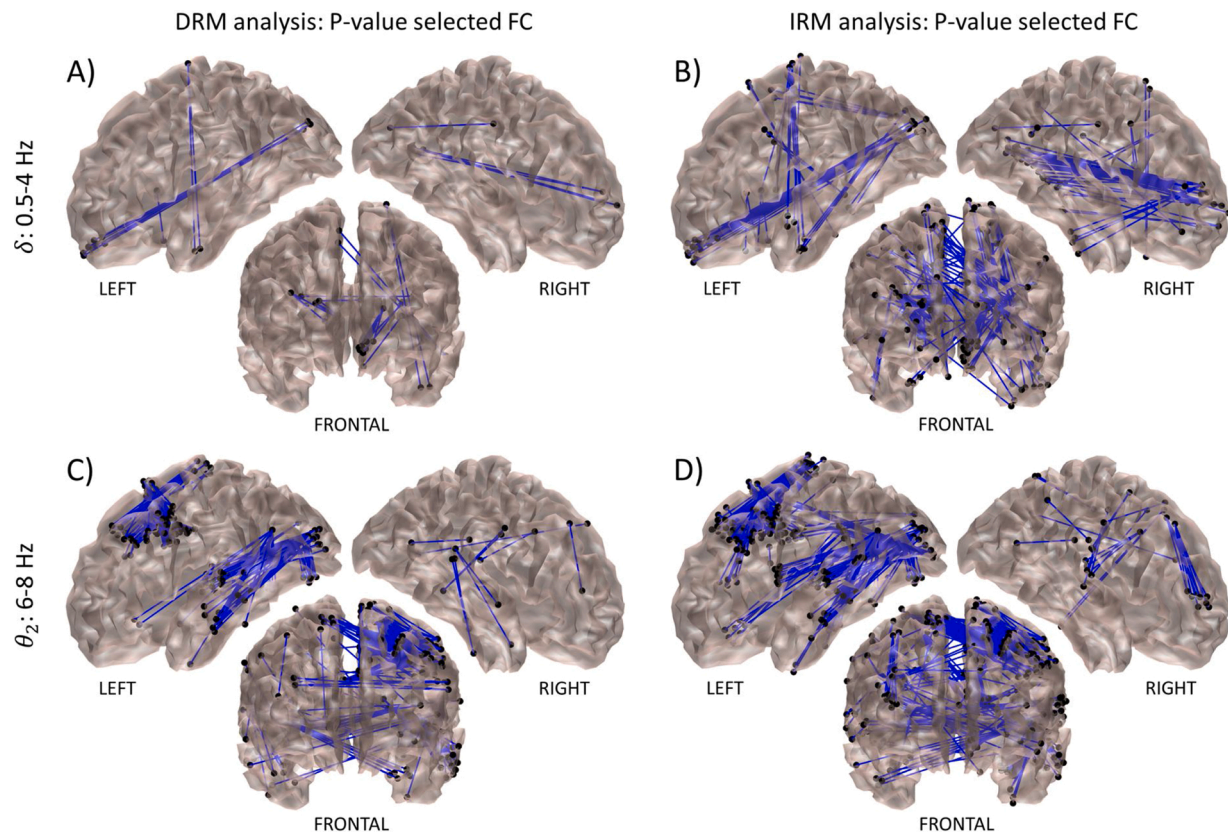 DRM analysis: P-value selected FC
IRM analysis: P-value selected FC
A)
B)
δ: 0.5-4 Hz
LEFT
RIGHT
FRONTAL
LEFT
RIGHT
FRONTAL
C)
D)
θ₂: 6-8 Hz
LEFT
RIGHT
FRONTAL
LEFT
RIGHT
FRONTAL